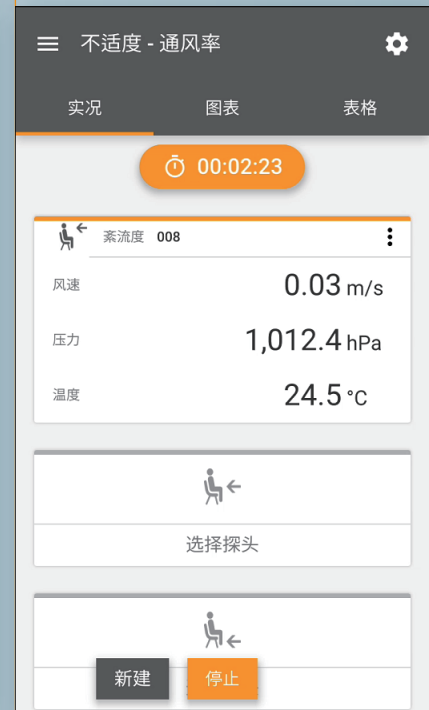 不适度 - 通风率
实况 图表 表格
00:02:23
紊流度 008
风速 0.03 m/s
压力 1,012.4 hPa
温度 24.5 °C
选择探头
新建 停止